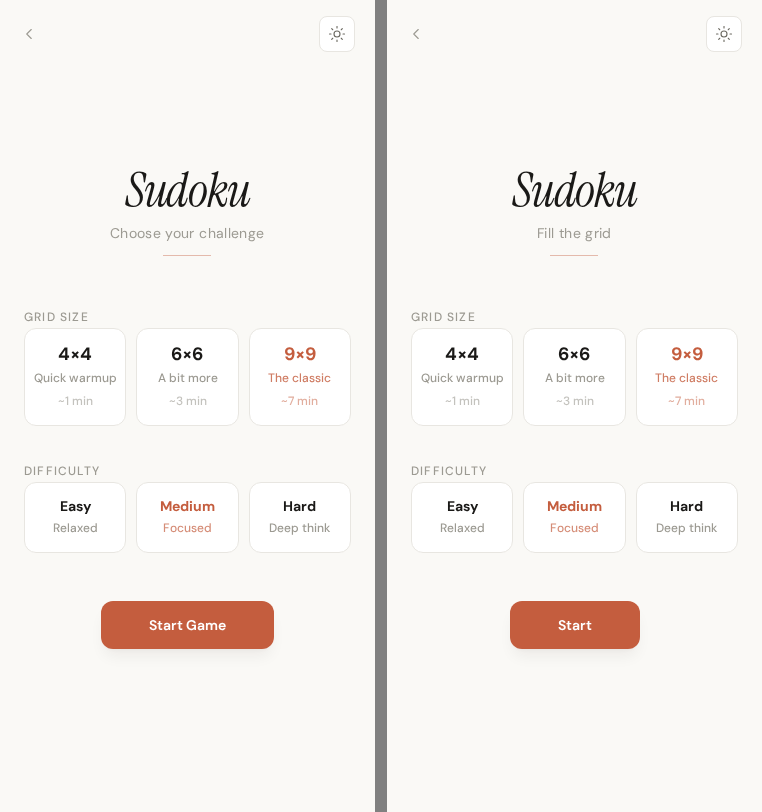 Sudoku
Choose your challenge
GRID SIZE
4×4 6×6 9×9
Quick warmup A bit more The classic
~1 min ~3 min ~7 min
DIFFICULTY
Easy Medium Hard
Relaxed Focused Deep think
Start Game
Sudoku
Fill the grid
GRID SIZE
4×4 6×6 9×9
Quick warmup A bit more The classic
~1 min ~3 min ~7 min
DIFFICULTY
Easy Medium Hard
Relaxed Focused Deep think
Start